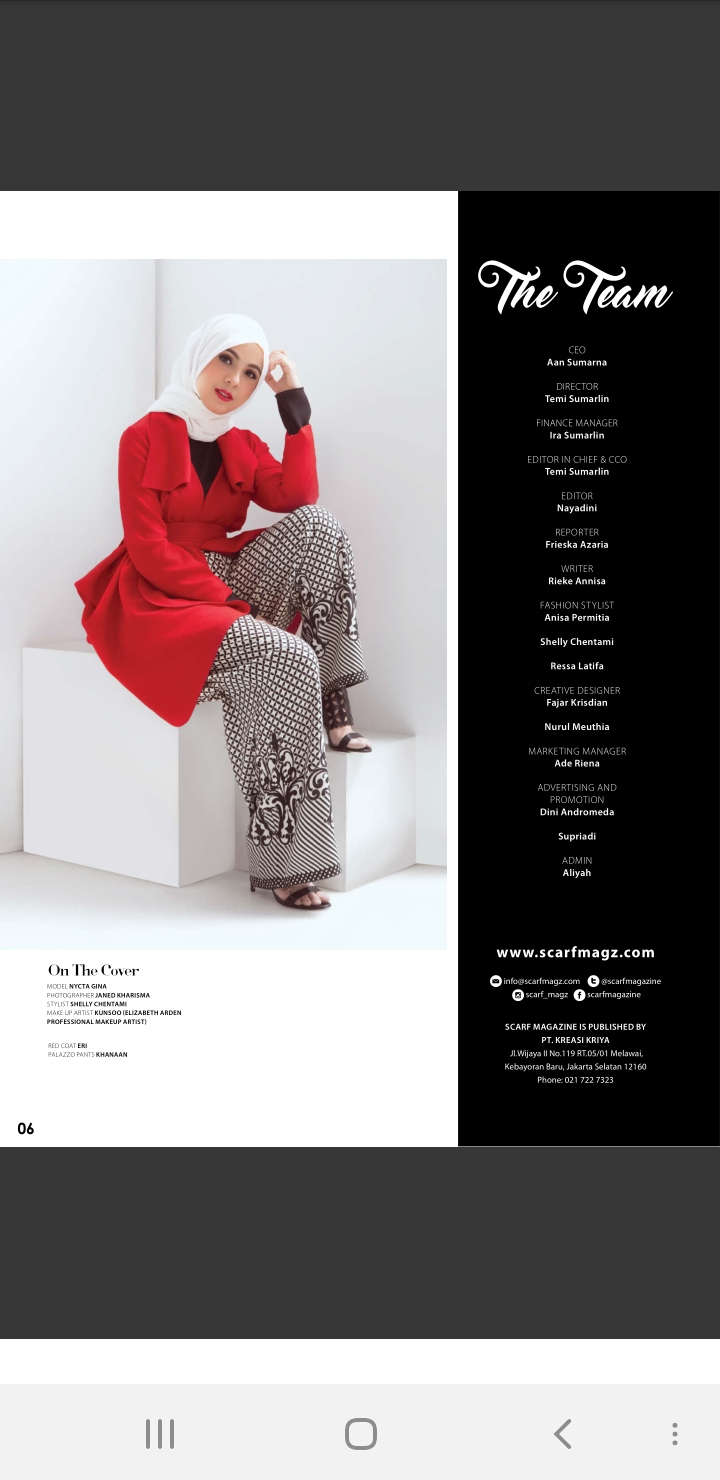 The Team
CEO
Aan Sumarna
DIRECTOR
Temi Sumarlin
FINANCE MANAGER
Ira Sumarlin
EDITOR IN CHIEF & CCO
Temi Sumarlin
EDITOR
Nayadini
REPORTER
Frieska Azaria
WRITER
Rieke Annisa
FASHION STYLIST
Anisa Permitia
Shelly Chentami
Ressa Latifa
CREATIVE DESIGNER
Fajar Krisdian
Nurul Meuthia
MARKETING MANAGER
Ade Riena
ADVERTISING AND
PROMOTION
Dini Andromeda
Supriadi
ADMIN
Aliyah
www.scarfmagz.com
info@scarfmagz.com @scarfmagazine
scarf_magz scarfmagazine
SCARF MAGAZINE IS PUBLISHED BY
PT. KREASI KRIYA
Jl.Wijaya II No.119 RT.05/01 Melawai,
Kebayoran Baru, Jakarta Selatan 12160
Phone: 021 722 7323
On The Cover
MODEL NYCTA GINA
PHOTOGRAPHER JANED KHARISMA
STYLIST SHELLY CHENTAMI
MAKE UP ARTIST KUNSOO (ELIZABETH ARDEN
PROFESSIONAL MAKEUP ARTIST)
RED COAT ERI
PALAZZO PANTS KHANAAN
06